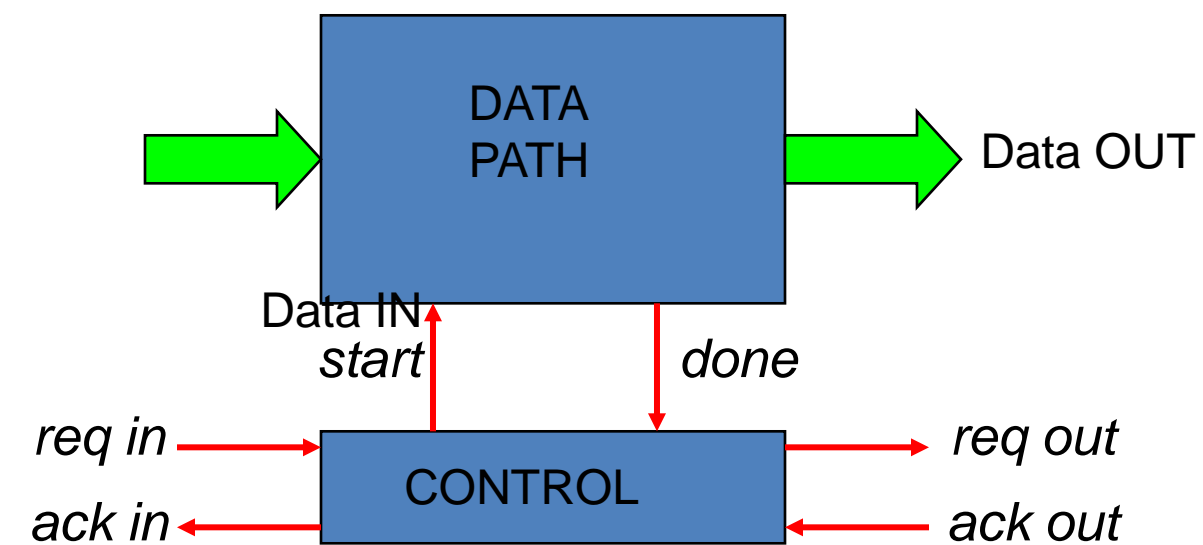 DATA
PATH
Data OUT
Data IN
start
done
req in
req out
CONTROL
ack in
ack out